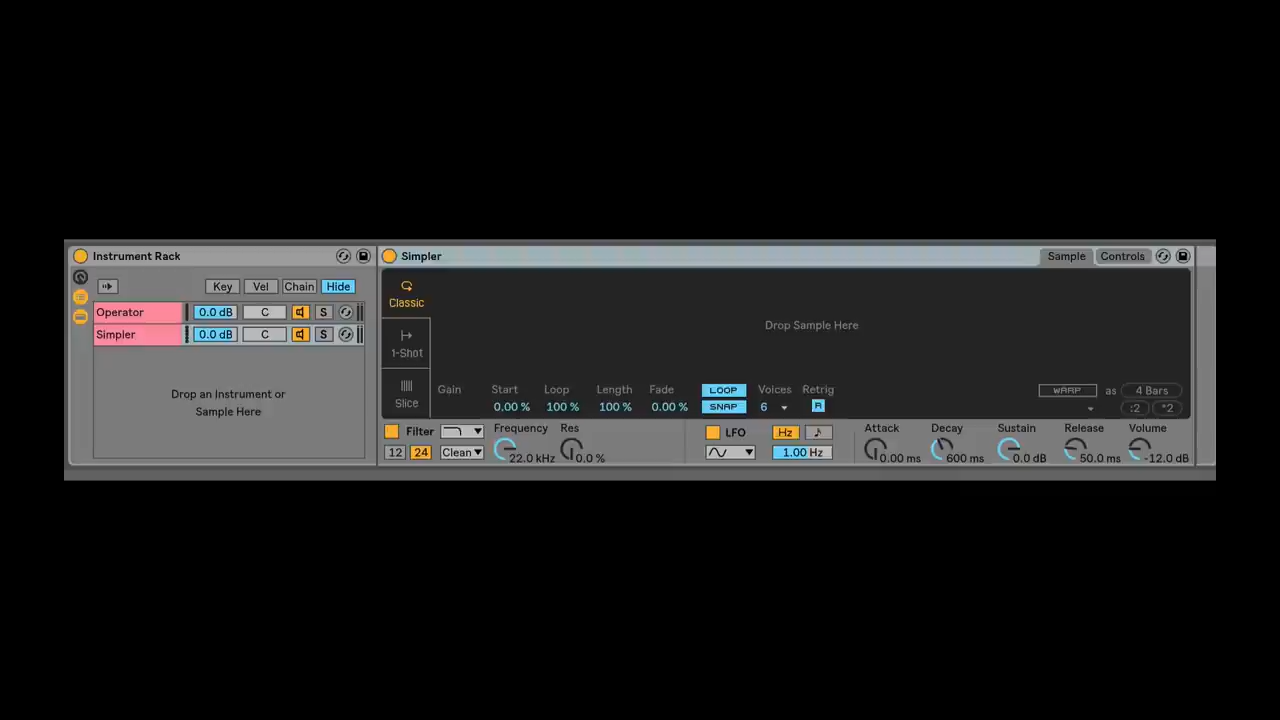 Instrument Rack
Key Vel Chain Hide
Operator 0.0 dB C S
Simpler 0.0 dB C S
Drop an Instrument or
Sample Here
Simpler Sample Controls
Classic
1-Shot
Slice
Drop Sample Here
Gain Start Loop Length Fade LOOP Voices Retrig WARP as 4 Bars
0.00 % 100 % 100 % 0.00 % SNAP 6 R :2 *2
Filter Frequency Res LFO Hz Attack Decay Sustain Release Volume
12 24 Clean 22.0 kHz 0.0 % 1.00 Hz 0.00 ms 600 ms 0.0 dB 50.0 ms -12.0 dB